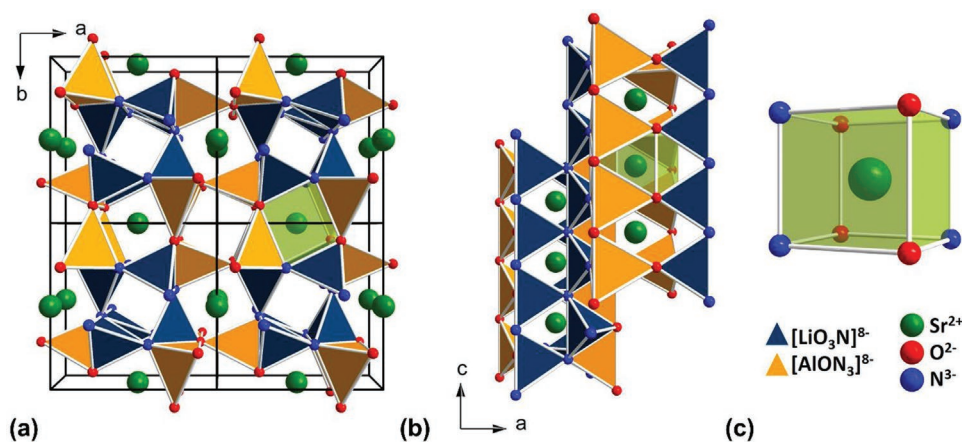 a
b
(a)
c
a
(b)
[LiO₃N]⁸⁻
[AlON₃]⁸⁻
Sr²⁺
O²⁻
N³⁻
(c)